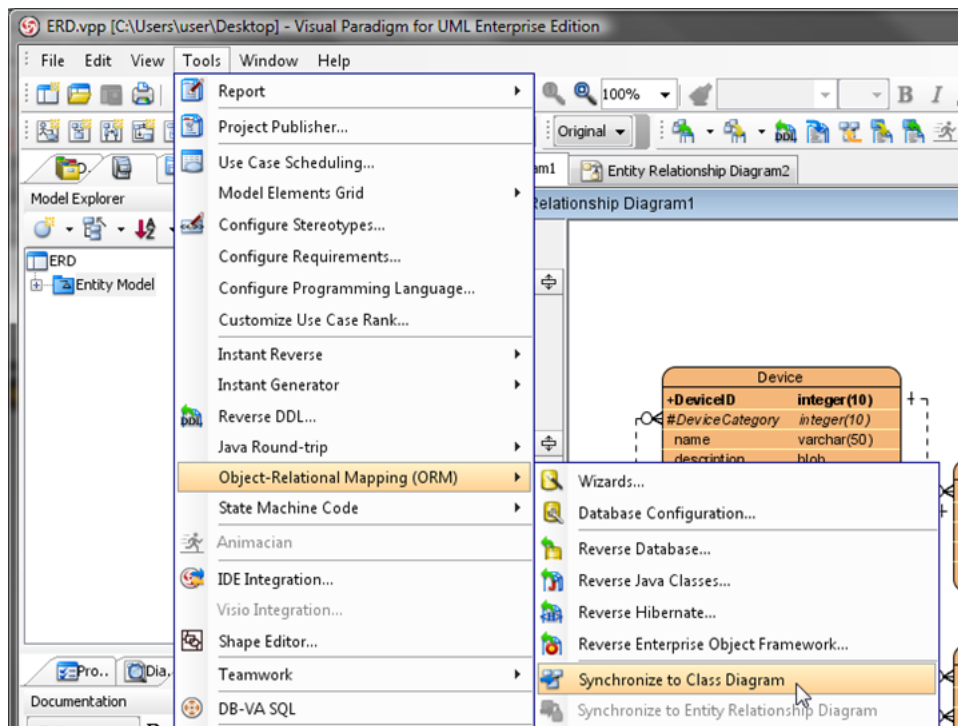 ERD.vpp [C:\Users\user\Desktop] - Visual Paradigm for UML Enterprise Edition
File Edit View Tools Window Help
100%
B I
Original
Report
Project Publisher...
Use Case Scheduling...
Model Elements Grid
Configure Stereotypes...
Configure Requirements...
Configure Programming Language...
Customize Use Case Rank...
Instant Reverse
Instant Generator
Reverse DDL...
Java Round-trip
Object-Relational Mapping (ORM)
State Machine Code
Animacian
IDE Integration...
Visio Integration...
Shape Editor...
Teamwork
DB-VA SQL
Model Explorer
ERD
Entity Model
Pro.. Dia.
Documentation
am1 Entity Relationship Diagram2
Relationship Diagram1
Device
+DeviceID integer(10)
#DeviceCategory integer(10)
name varchar(50)
description blob
Wizards...
Database Configuration...
Reverse Database...
Reverse Java Classes...
Reverse Hibernate...
Reverse Enterprise Object Framework...
Synchronize to Class Diagram
Synchronize to Entity Relationship Diagram